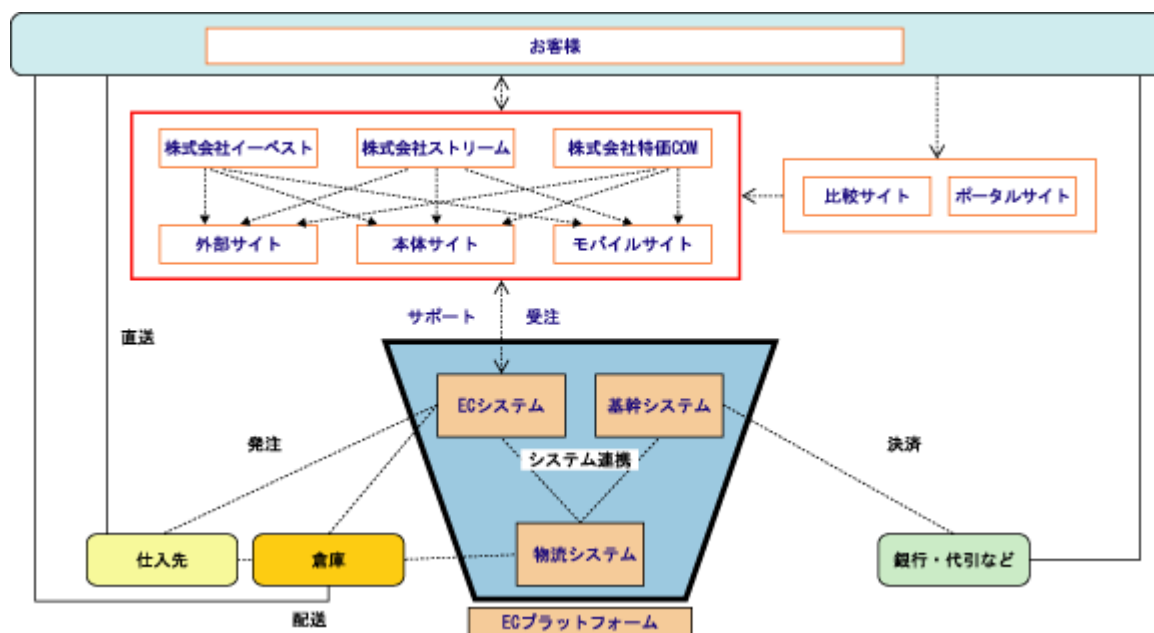 お客様
株式会社イーベスト
株式会社ストリーム
株式会社特価COM
比較サイト
ポータルサイト
外部サイト
本体サイト
モバイルサイト
サポート
受注
直送
ECシステム
基幹システム
発注
システム連携
決済
仕入先
倉庫
物流システム
銀行・代引など
配送
ECプラットフォーム